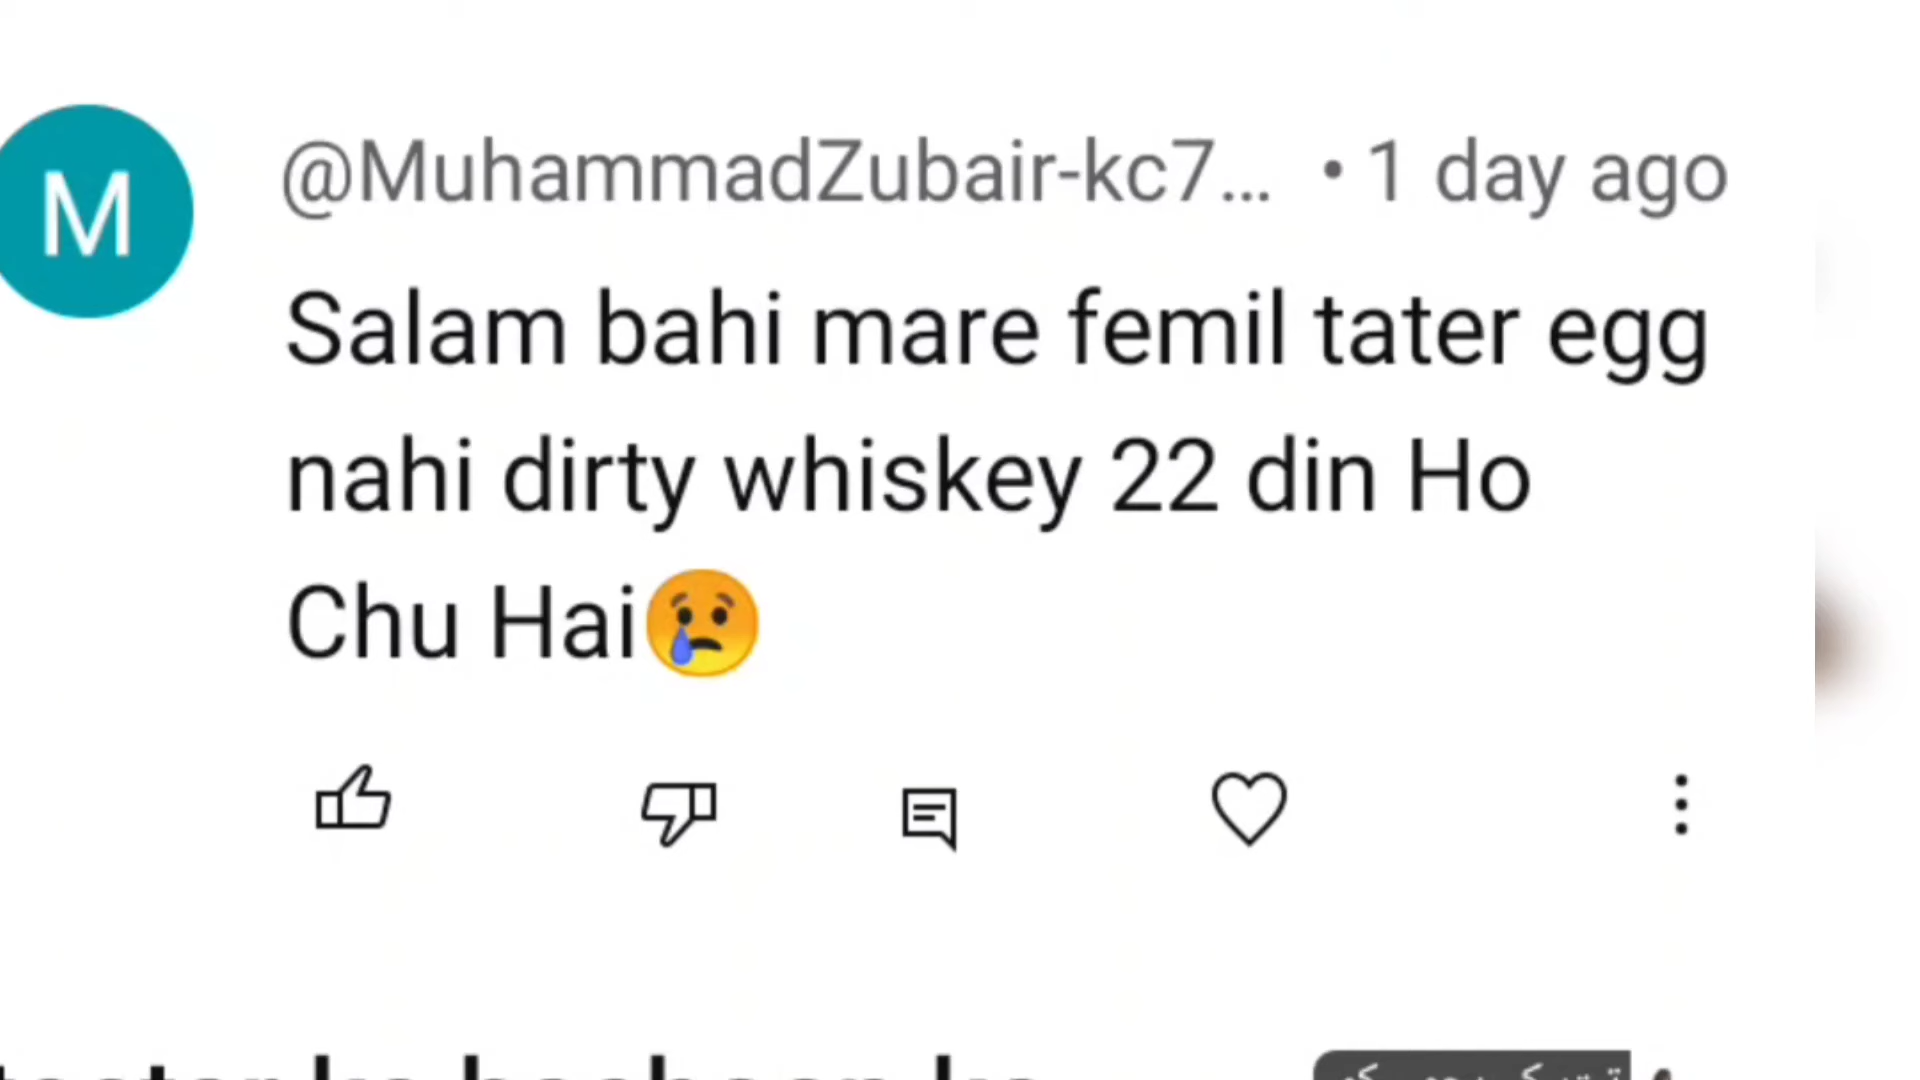 M
@MuhammadZubair-kc7... • 1 day ago
Salam bahi mare femil tater egg
nahi dirty whiskey 22 din Ho
Chu Hai😢